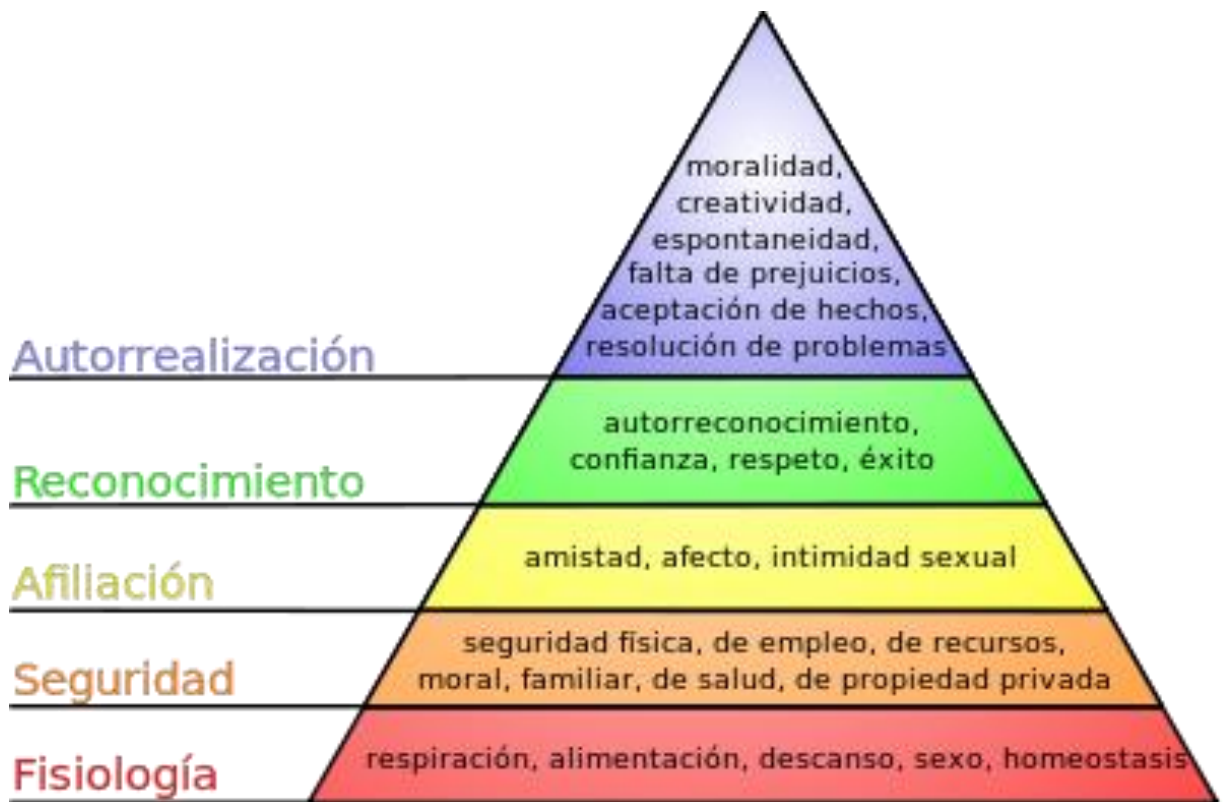 moralidad,
creatividad,
espontaneidad,
falta de prejuicios,
aceptación de hechos,
resolución de problemas
Autorrealización
autorreconocimiento,
confianza, respeto, éxito
Reconocimiento
amistad, afecto, intimidad sexual
Afiliación
seguridad física, de empleo, de recursos,
moral, familiar, de salud, de propiedad privada
Seguridad
respiración, alimentación, descanso, sexo, homeostasis
Fisiología